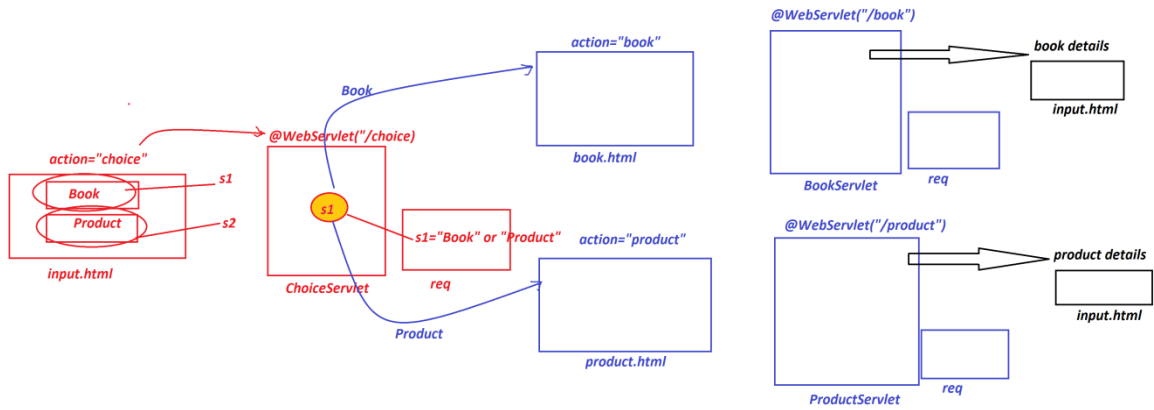 action="choice"
Book
Product
s1
s2
input.html
@WebServlet("/choice)
s1
s1="Book" or "Product"
ChoiceServlet
req
Book
Product
action="book"
book.html
action="product"
product.html
@WebServlet("/book")
book details
input.html
BookServlet
req
@WebServlet("/product")
product details
input.html
ProductServlet
req